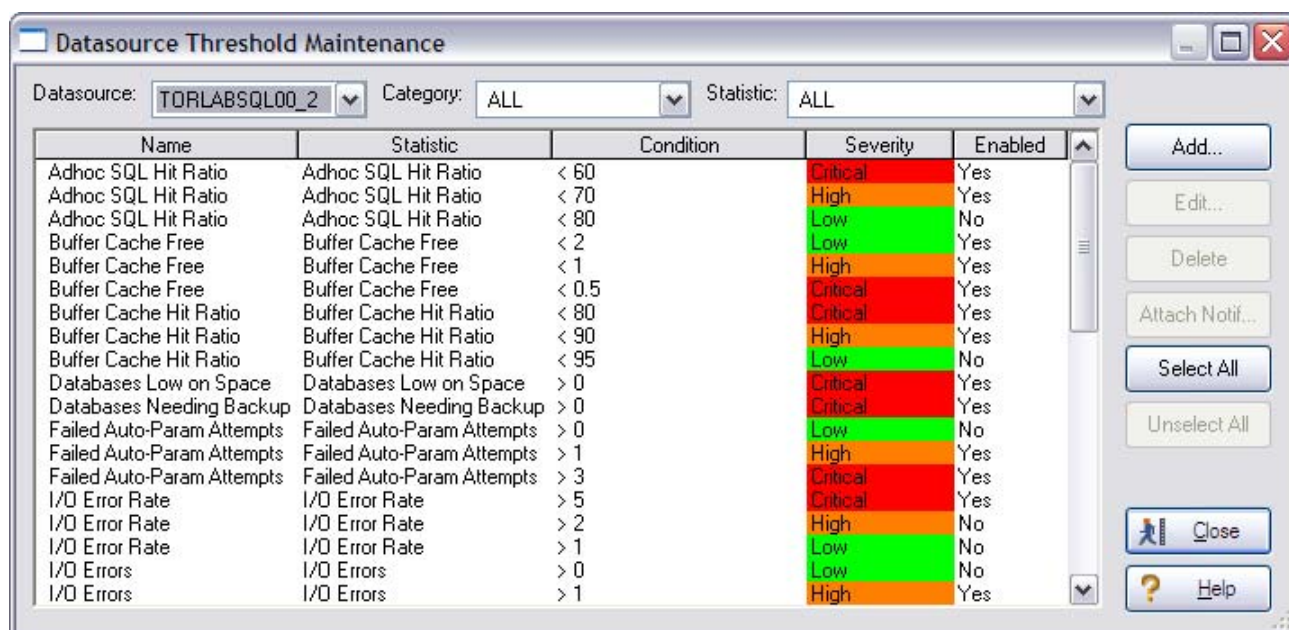 Datasource Threshold Maintenance
Datasource: TORLABSQL00_2 Category: ALL Statistic: ALL
Name Statistic Condition Severity Enabled
Adhoc SQL Hit Ratio Adhoc SQL Hit Ratio < 60 Critical Yes
Adhoc SQL Hit Ratio Adhoc SQL Hit Ratio < 70 High Yes
Adhoc SQL Hit Ratio Adhoc SQL Hit Ratio < 80 Low No
Buffer Cache Free Buffer Cache Free < 2 Low Yes
Buffer Cache Free Buffer Cache Free < 1 High Yes
Buffer Cache Free Buffer Cache Free < 0.5 Critical Yes
Buffer Cache Hit Ratio Buffer Cache Hit Ratio < 80 Critical Yes
Buffer Cache Hit Ratio Buffer Cache Hit Ratio < 90 High Yes
Buffer Cache Hit Ratio Buffer Cache Hit Ratio < 95 Low No
Databases Low on Space Databases Low on Space > 0 Critical Yes
Databases Needing Backup Databases Needing Backup > 0 Critical Yes
Failed Auto-Param Attempts Failed Auto-Param Attempts > 0 Low No
Failed Auto-Param Attempts Failed Auto-Param Attempts > 1 High Yes
Failed Auto-Param Attempts Failed Auto-Param Attempts > 3 Critical Yes
I/O Error Rate I/O Error Rate > 5 Critical Yes
I/O Error Rate I/O Error Rate > 2 High No
I/O Error Rate I/O Error Rate > 1 Low No
I/O Errors I/O Errors > 0 Low No
I/O Errors I/O Errors > 1 High Yes
Add...
Edit...
Delete
Attach Notif...
Select All
Unselect All
Close
Help